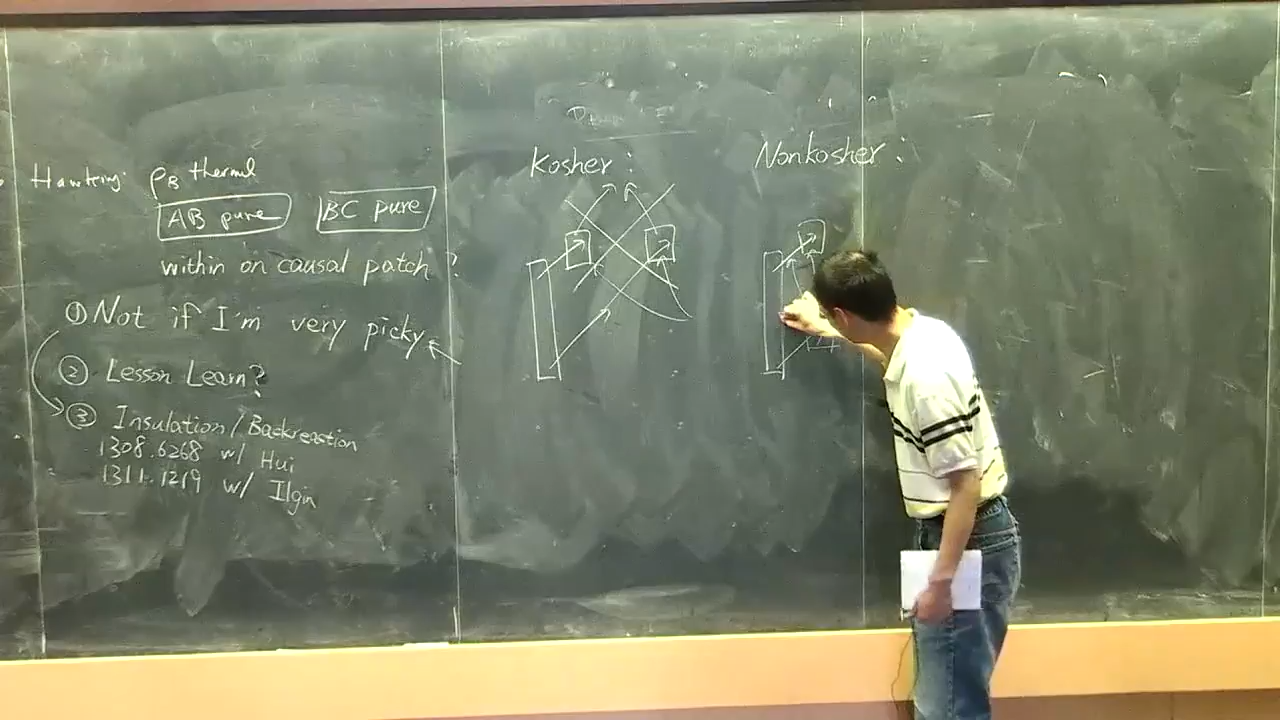 Hawking: ρB thermal
AB pure BC pure
within on causal patch ?
① Not if I'm very picky
② Lesson Learn?
③ Insulation/Backreaction
1308.6268 w/ Hui
1311.1219 w/ Ilgin
Kosher :
Nonkosher :